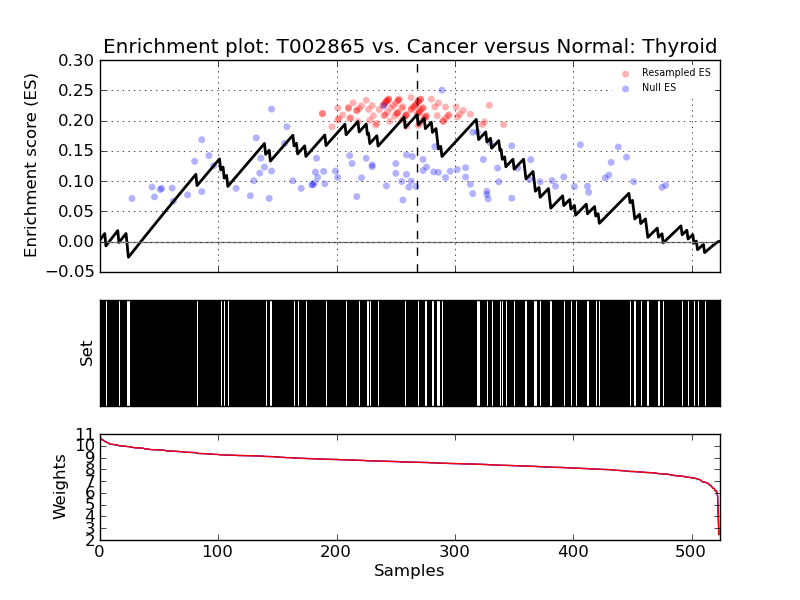 Enrichment plot: T002865 vs. Cancer versus Normal: Thyroid
Enrichment score (ES)
0.30
0.25
0.20
0.15
0.10
0.05
0.00
−0.05
Resampled ES
Null ES
Set
Weights
11
10
9
8
7
6
5
4
3
2
0 100 200 300 400 500
Samples